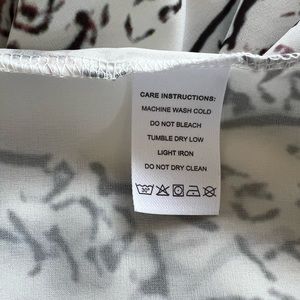 CARE INSTRUCTIONS:
MACHINE WASH COLD
DO NOT BLEACH
TUMBLE DRY LOW
LIGHT IRON
DO NOT DRY CLEAN